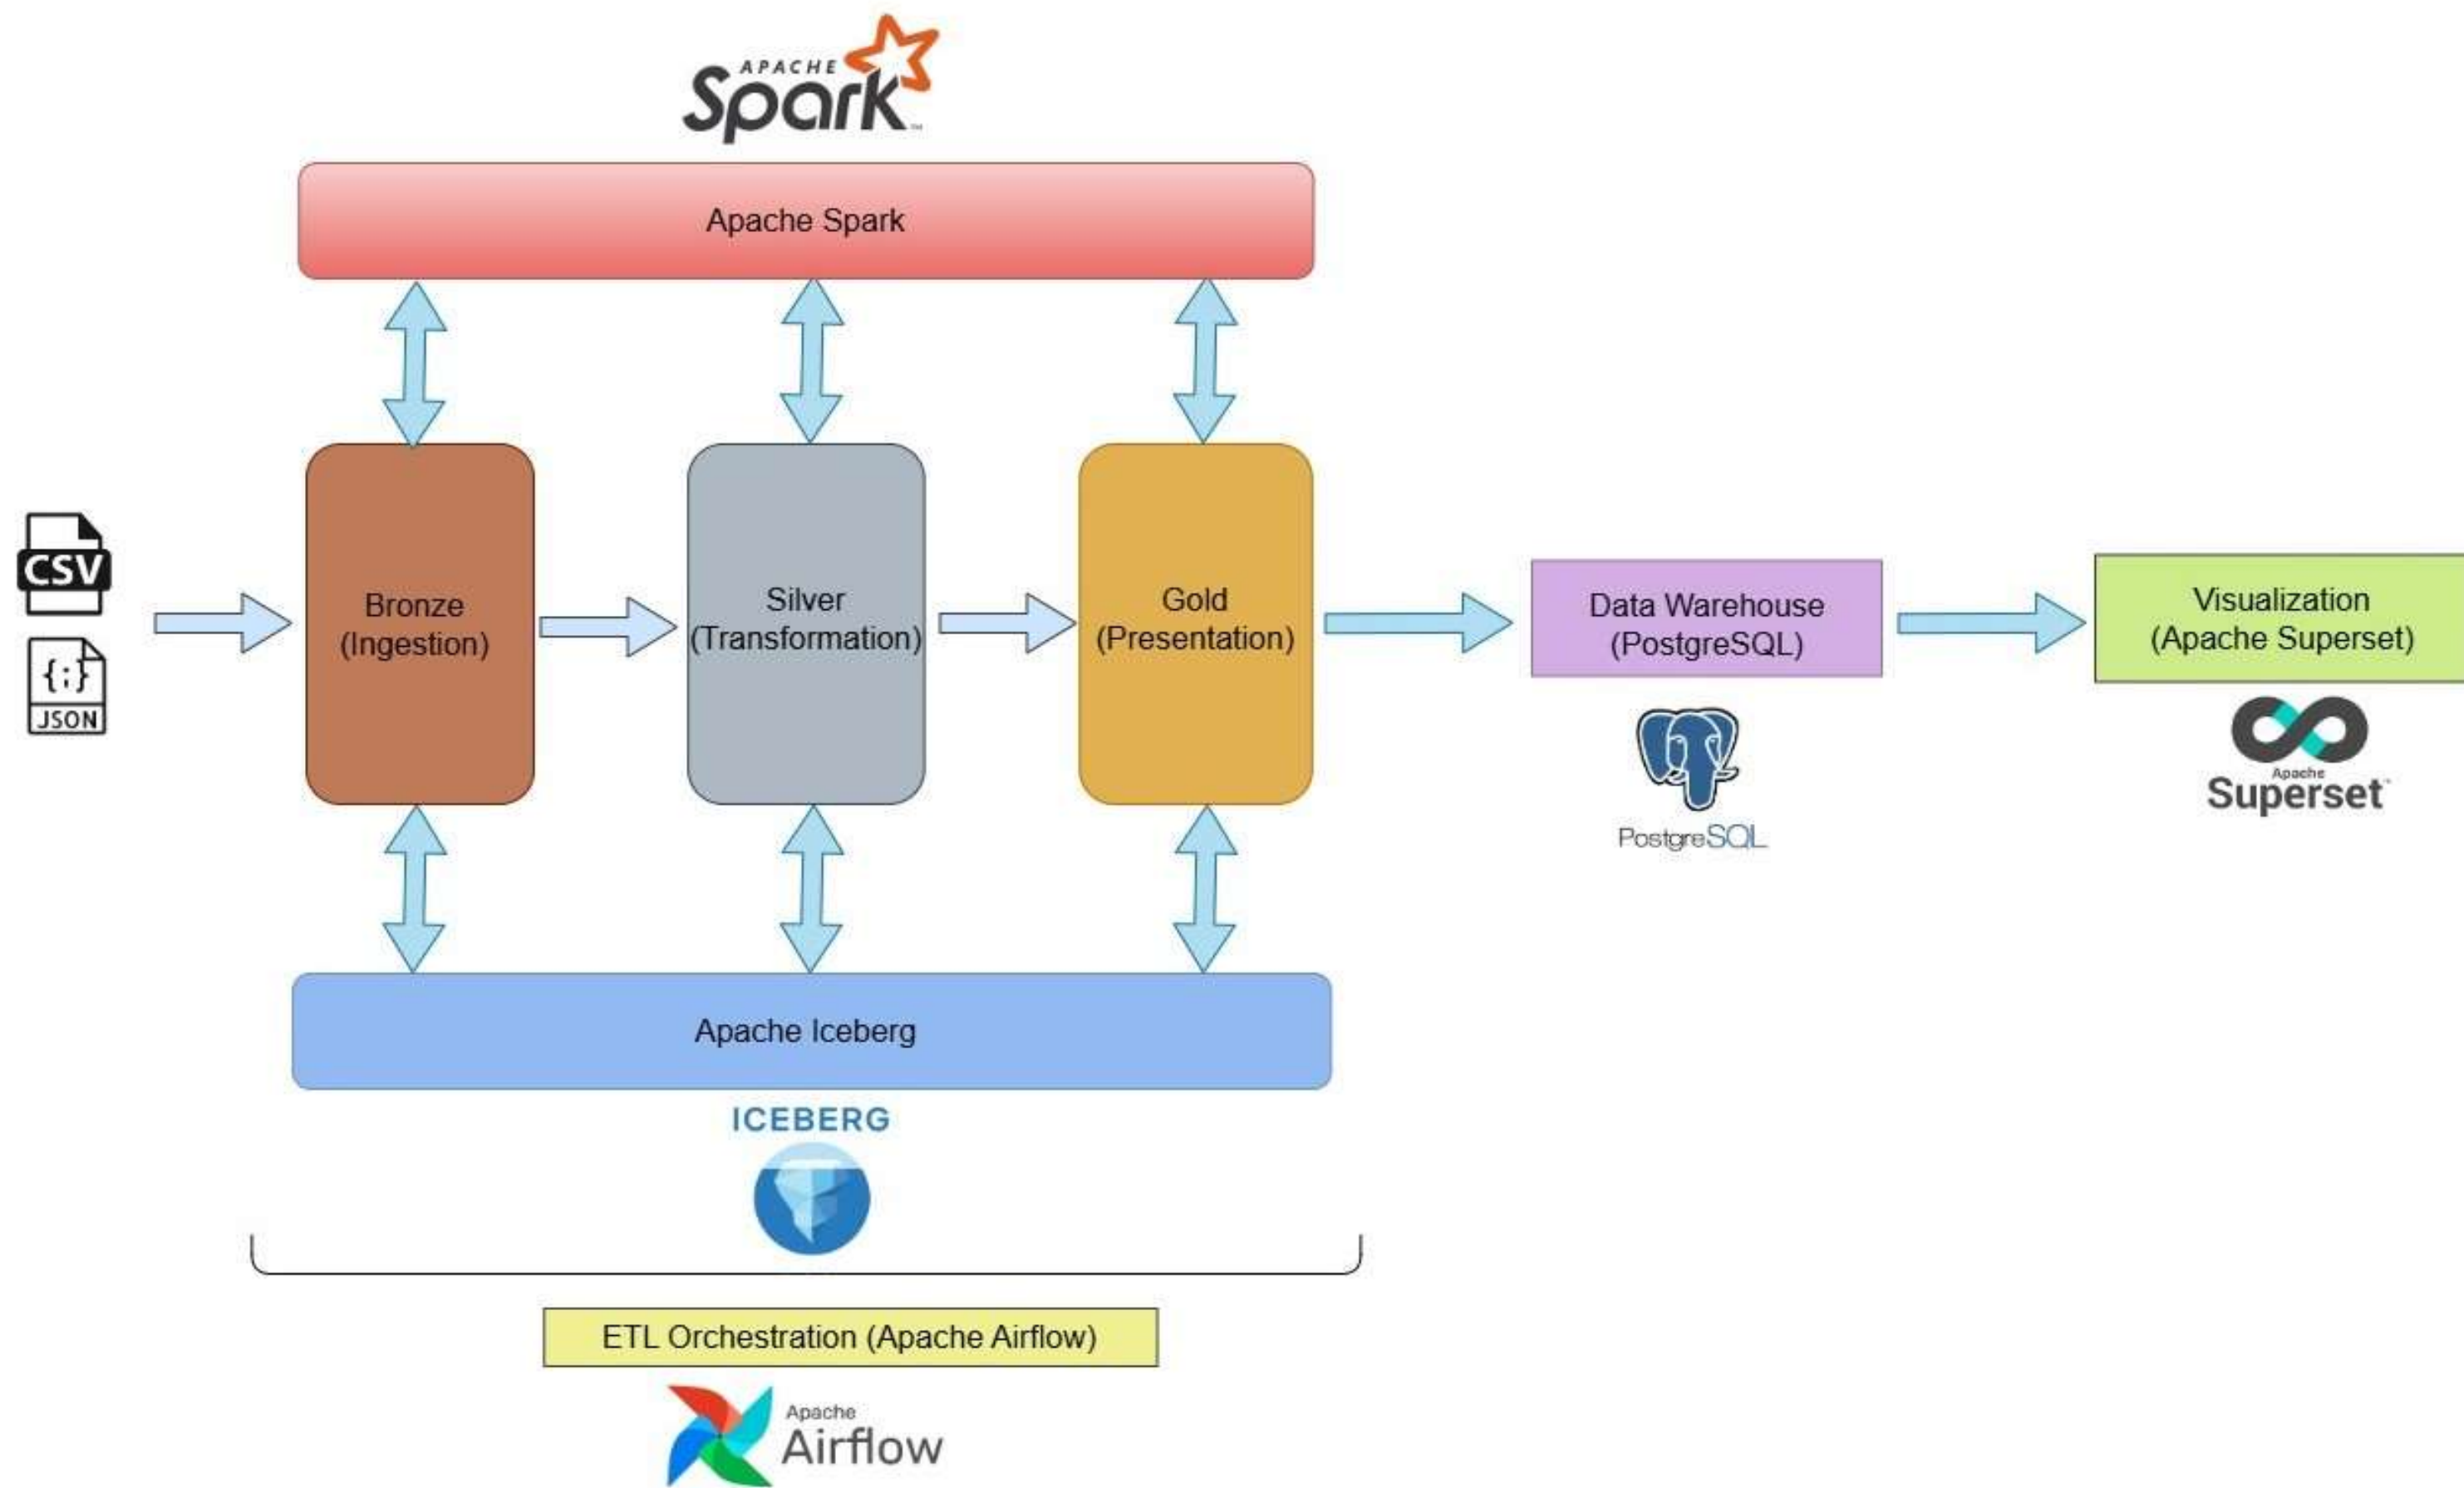 APACHE
Spark
TM
Apache Spark
CSV
{;}
JSON
Bronze
(Ingestion)
Silver
(Transformation)
Gold
(Presentation)
Data Warehouse
(PostgreSQL)
PostgreSQL
Visualization
(Apache Superset)
Apache
Superset
Apache Iceberg
ICEBERG
ETL Orchestration (Apache Airflow)
Apache
Airflow